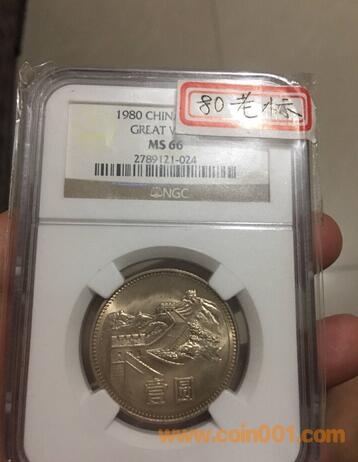 1980 CHINA
80老标
GREAT W
MS 66
2789121-024
NGC
壹圆
www.coin001.com